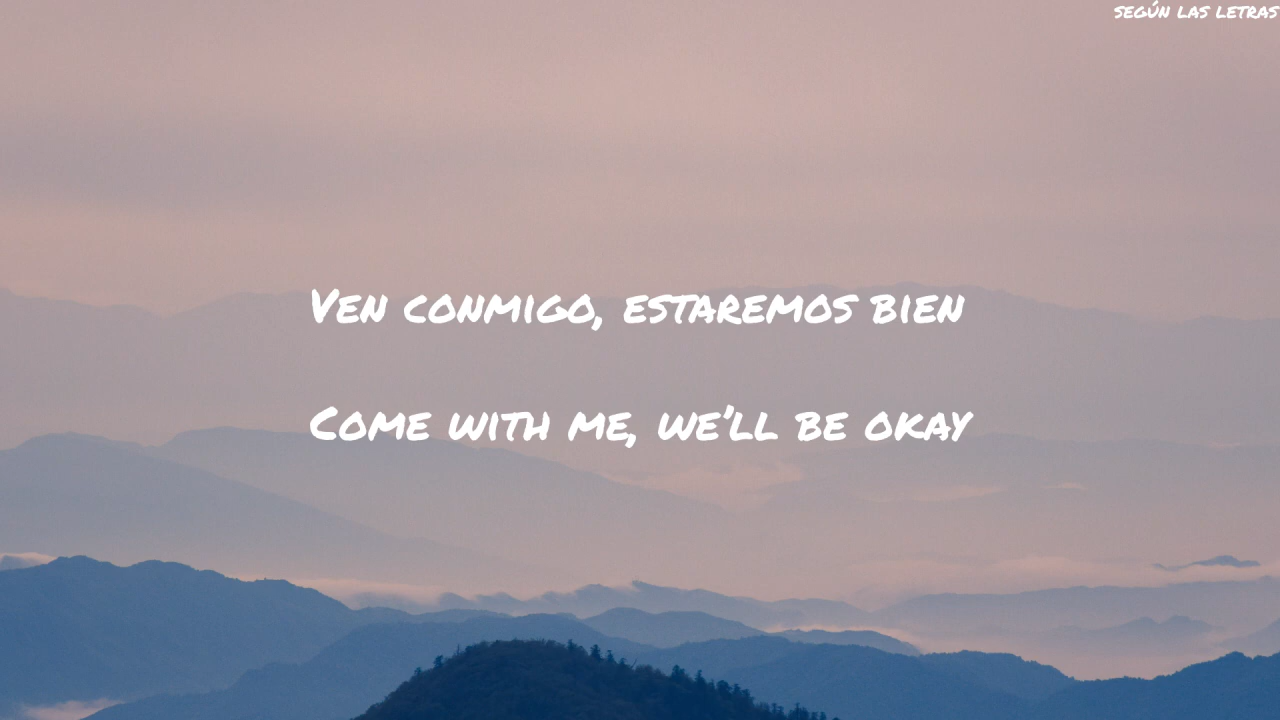 según las letras
Ven conmigo, estaremos bien
Come with me, we'll be okay